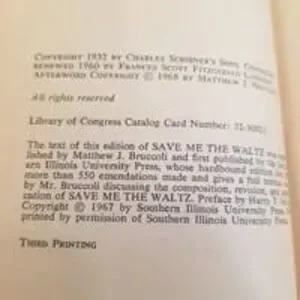 COPYRIGHT 1932 BY CHARLES SCRIBNER'S SONS,
RENEWED 1960 BY FRANCES SCOTT FITZGERALD
AFTERWORD COPYRIGHT © 1968 BY MATTHEW J.
All rights reserved
Library of Congress Catalog Card Number:
The text of this edition of SAVE ME THE WALTZ was
lished by Matthew J. Bruccoli and first published by the
ern Illinois University Press, whose hardbound edition
more than 550 emendations made and gives a full
by Mr. Bruccoli discussing the composition, revision, and
cation of SAVE ME THE WALTZ. Preface by Harry T.
Copyright © 1967 by Southern Illinois University Press.
printed by permission of Southern Illinois University
THIRD PRINTING